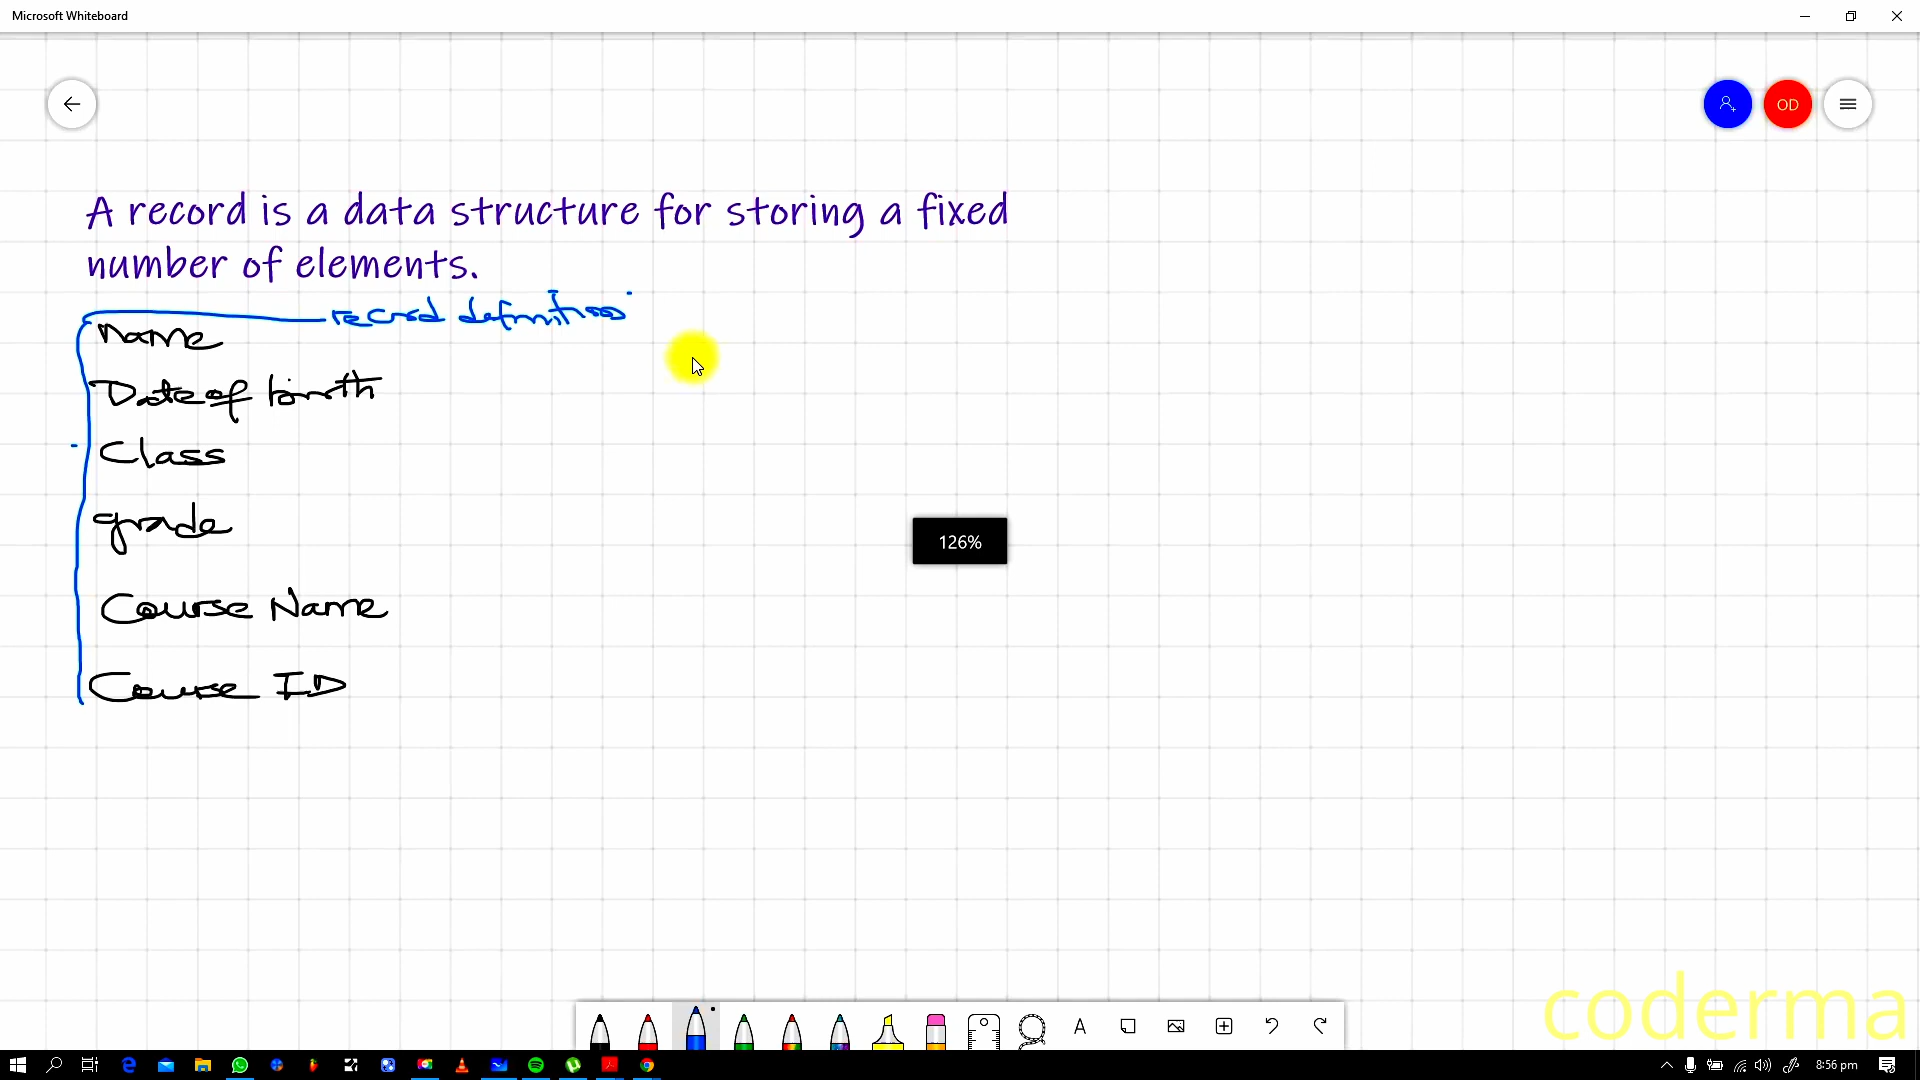 Microsoft Whiteboard
OD
A record is a data structure for storing a fixed
number of elements.
record definition
Name
Date of birth
Class
grade
Course Name
Course ID
126%
A
coderma
8:56 pm